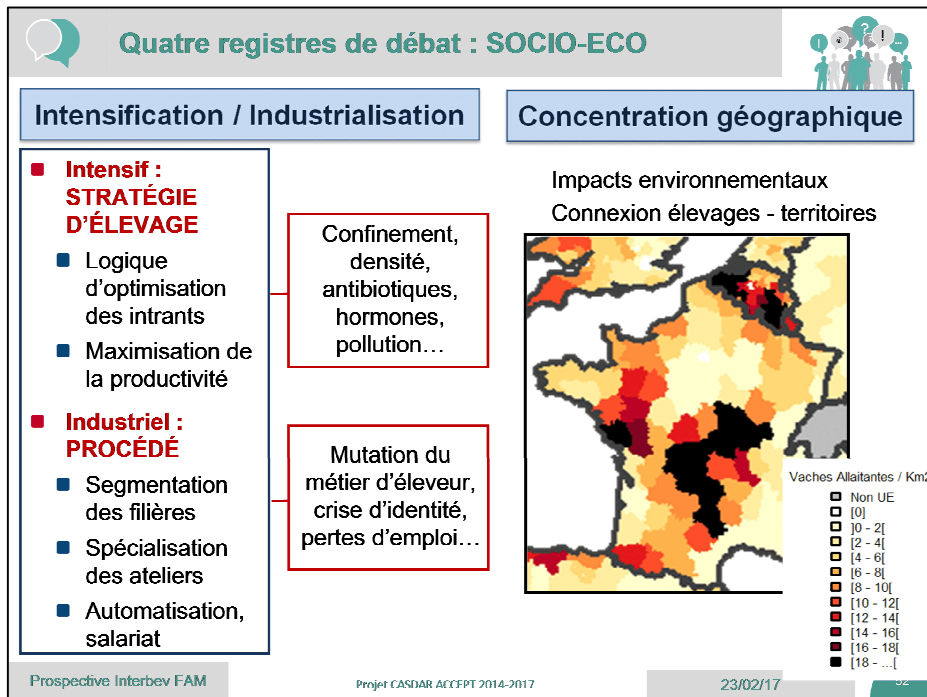 Quatre registres de débat : SOCIO-ECO
Intensification / Industrialisation
Intensif :
STRATÉGIE
D'ÉLEVAGE
Logique
d'optimisation
des intrants
Maximisation de
la productivité
Industriel :
PROCÉDÉ
Segmentation
des filières
Spécialisation
des ateliers
Automatisation,
salariat
Confinement,
densité,
antibiotiques,
hormones,
pollution…
Mutation du
métier d'éleveur,
crise d'identité,
pertes d'emploi…
Concentration géographique
Impacts environnementaux
Connexion élevages - territoires
Vaches Allaitantes / Km2
Non UE
[0]
]0 - 2[
[2 - 4[
[4 - 6[
[6 - 8[
[8 - 10[
[10 - 12[
[12 - 14[
[14 - 16[
[16 - 18[
[18 - ...[
Prospective Interbev FAM
Projet CASDAR ACCEPT 2014-2017
23/02/17
52